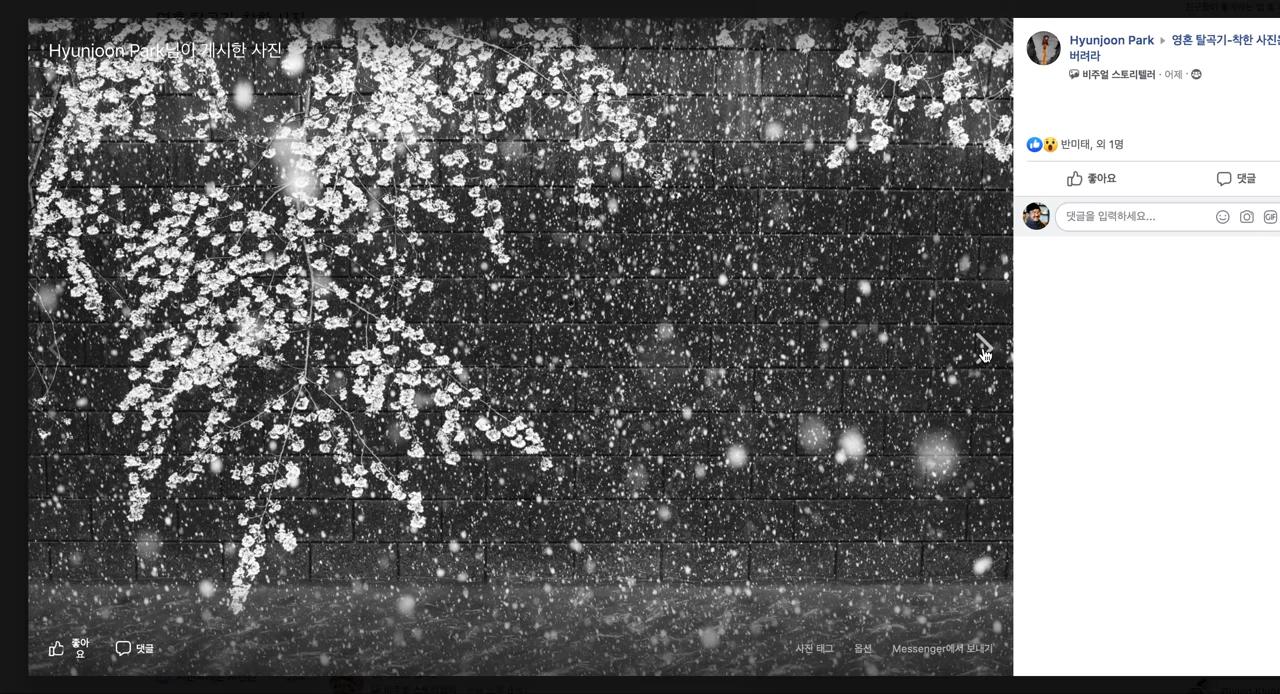 Hyunjoon Park님이 게시한 사진
좋아
요
댓글
사진 태그
옵션
Messenger에서 보내기
Hyunjoon Park ▸ 영혼 탈곡기-착한 사진은
버려라
비주얼 스토리텔러 · 어제 ·
반미태, 외 1명
좋아요
댓글
댓글을 입력하세요...
GIF